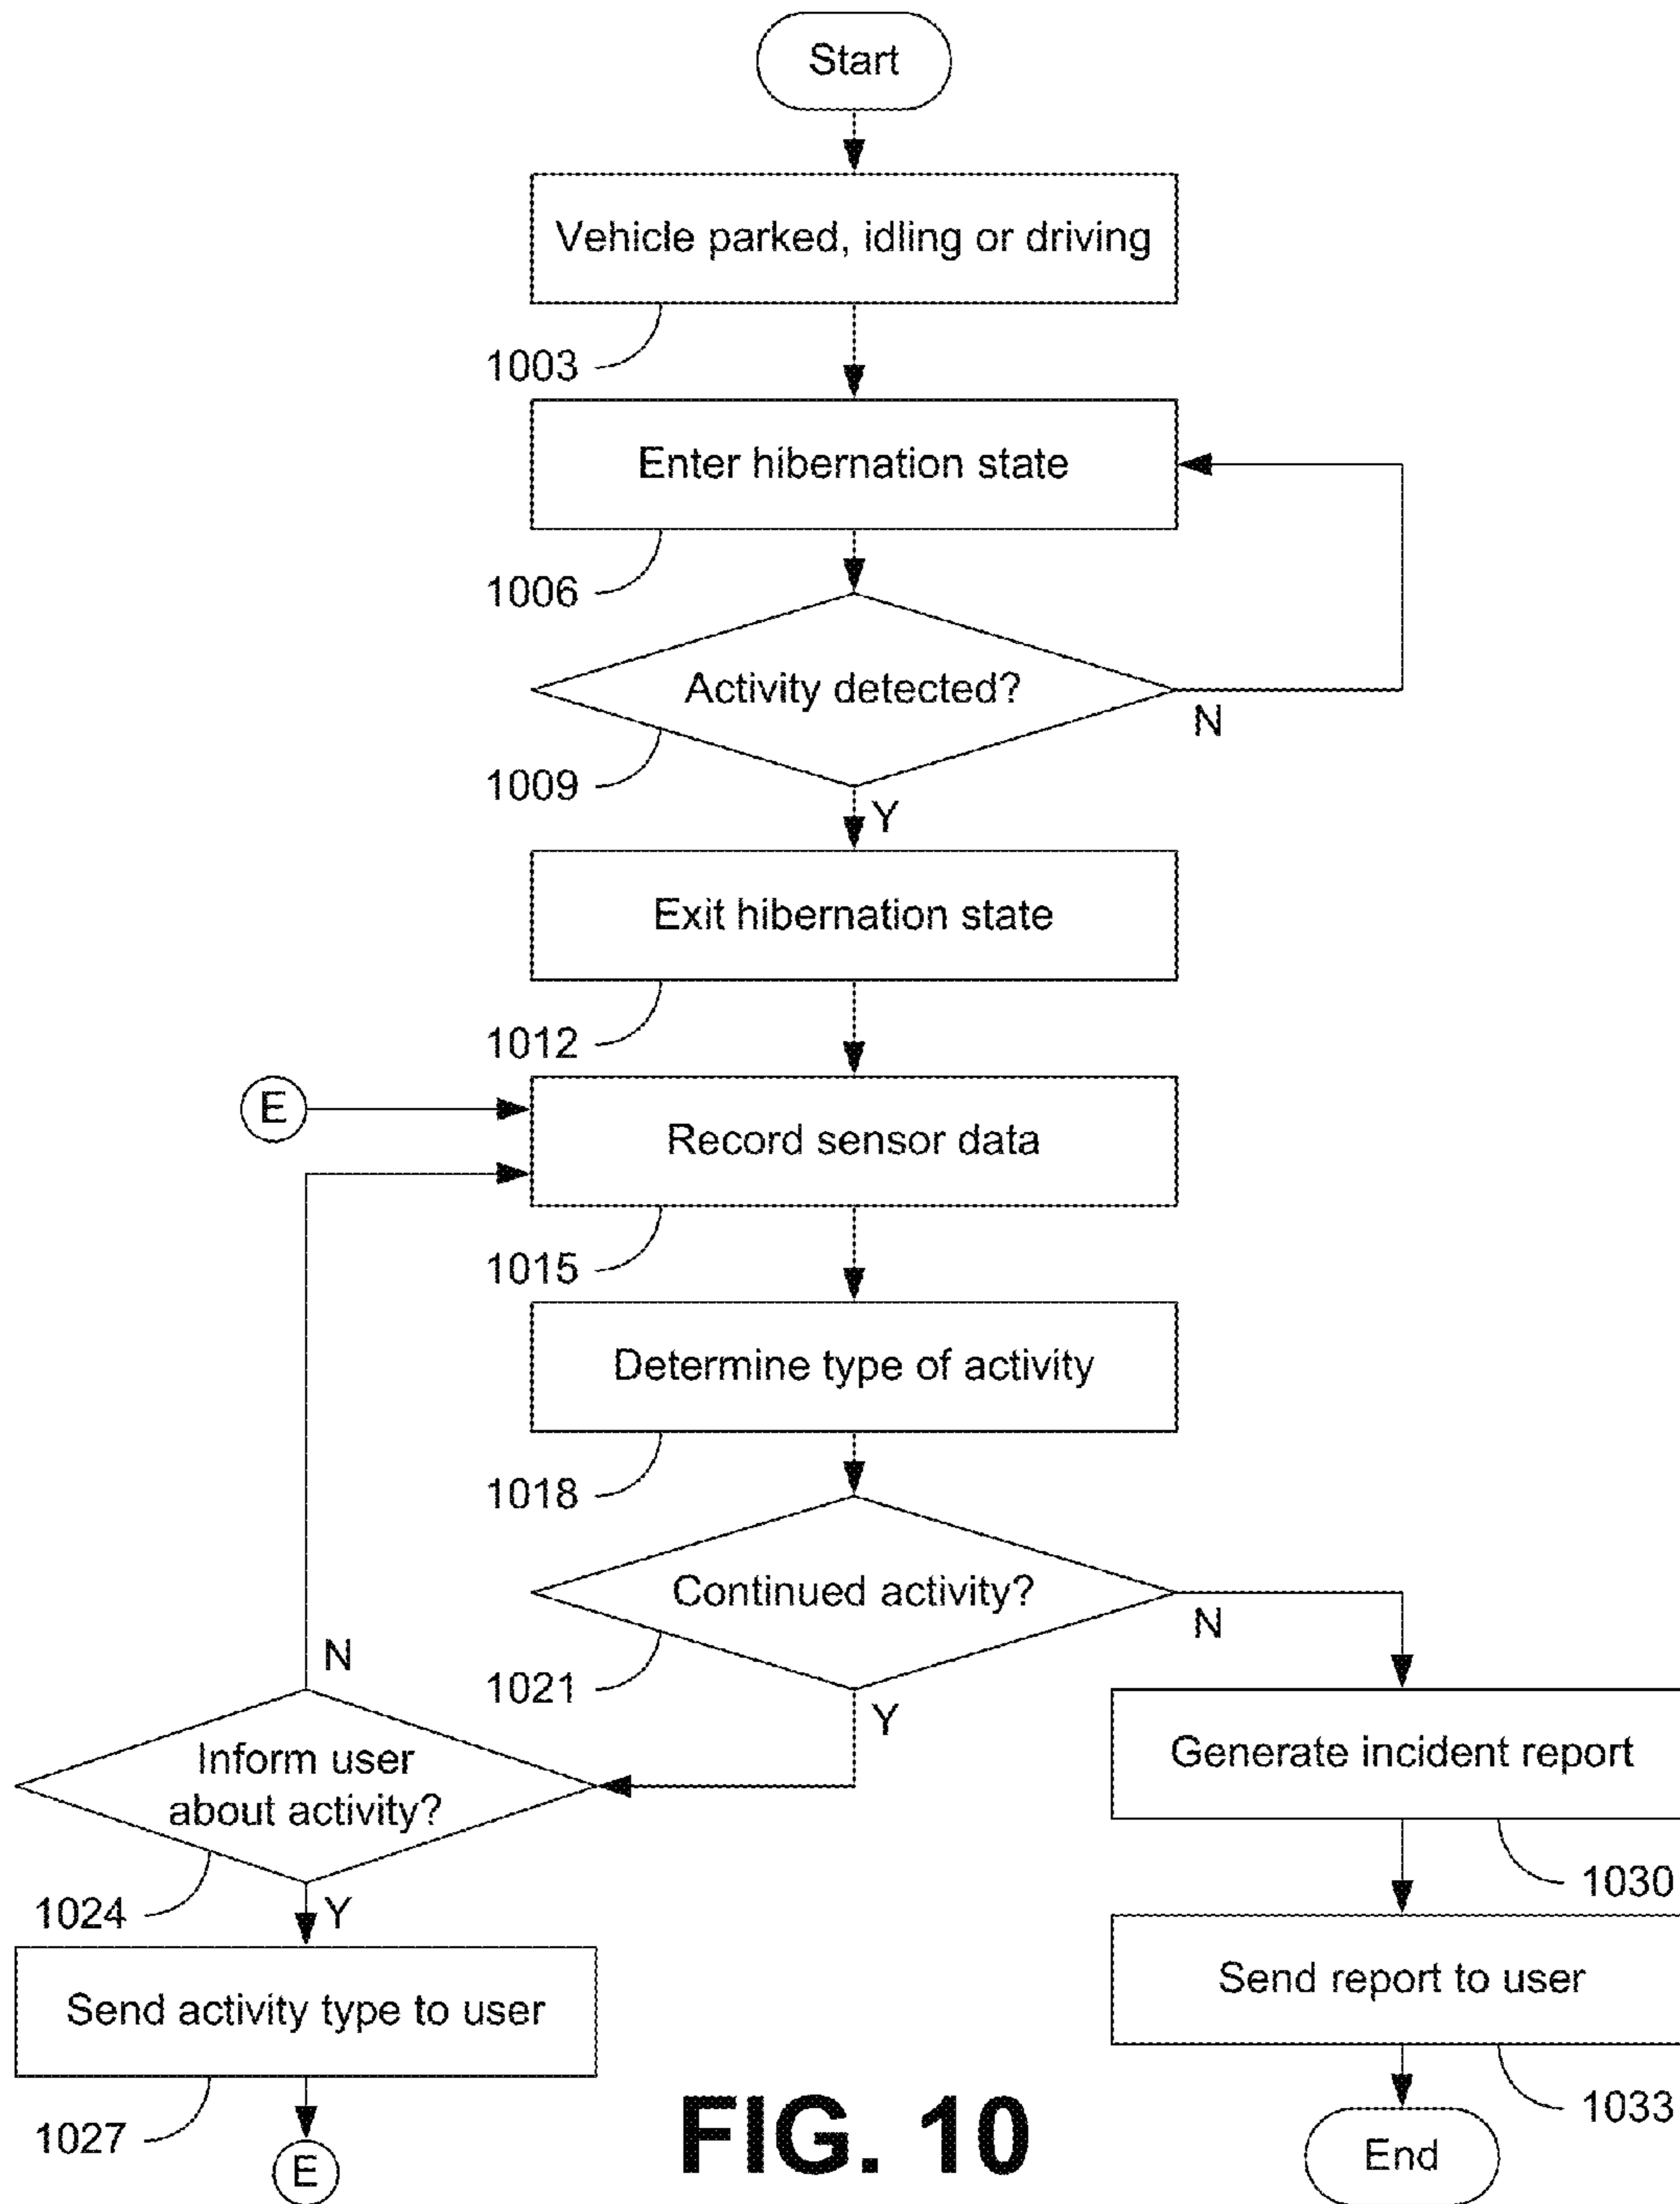 Start
Vehicle parked, idling or driving
1003
Enter hibernation state
1006
Activity detected?
N
1009
Y
Exit hibernation state
1012
E
Record sensor data
1015
Determine type of activity
1018
Continued activity?
N
N
1021
Y
Inform user
about activity?
Generate incident report
1024
Y
1030
Send activity type to user
Send report to user
1027
1033
E
End
FIG. 10